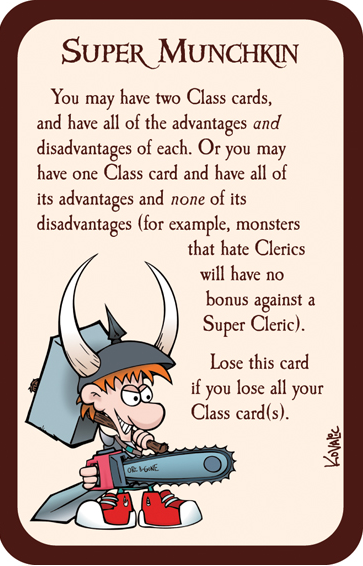 SUPER MUNCHKIN
You may have two Class cards,
and have all of the advantages and
disadvantages of each. Or you may
have one Class card and have all of
its advantages and none of its
disadvantages (for example, monsters
that hate Clerics
will have no
bonus against a
Super Cleric).
Lose this card
if you lose all your
Class card(s).
ORC-B-GONE
KOVALIC